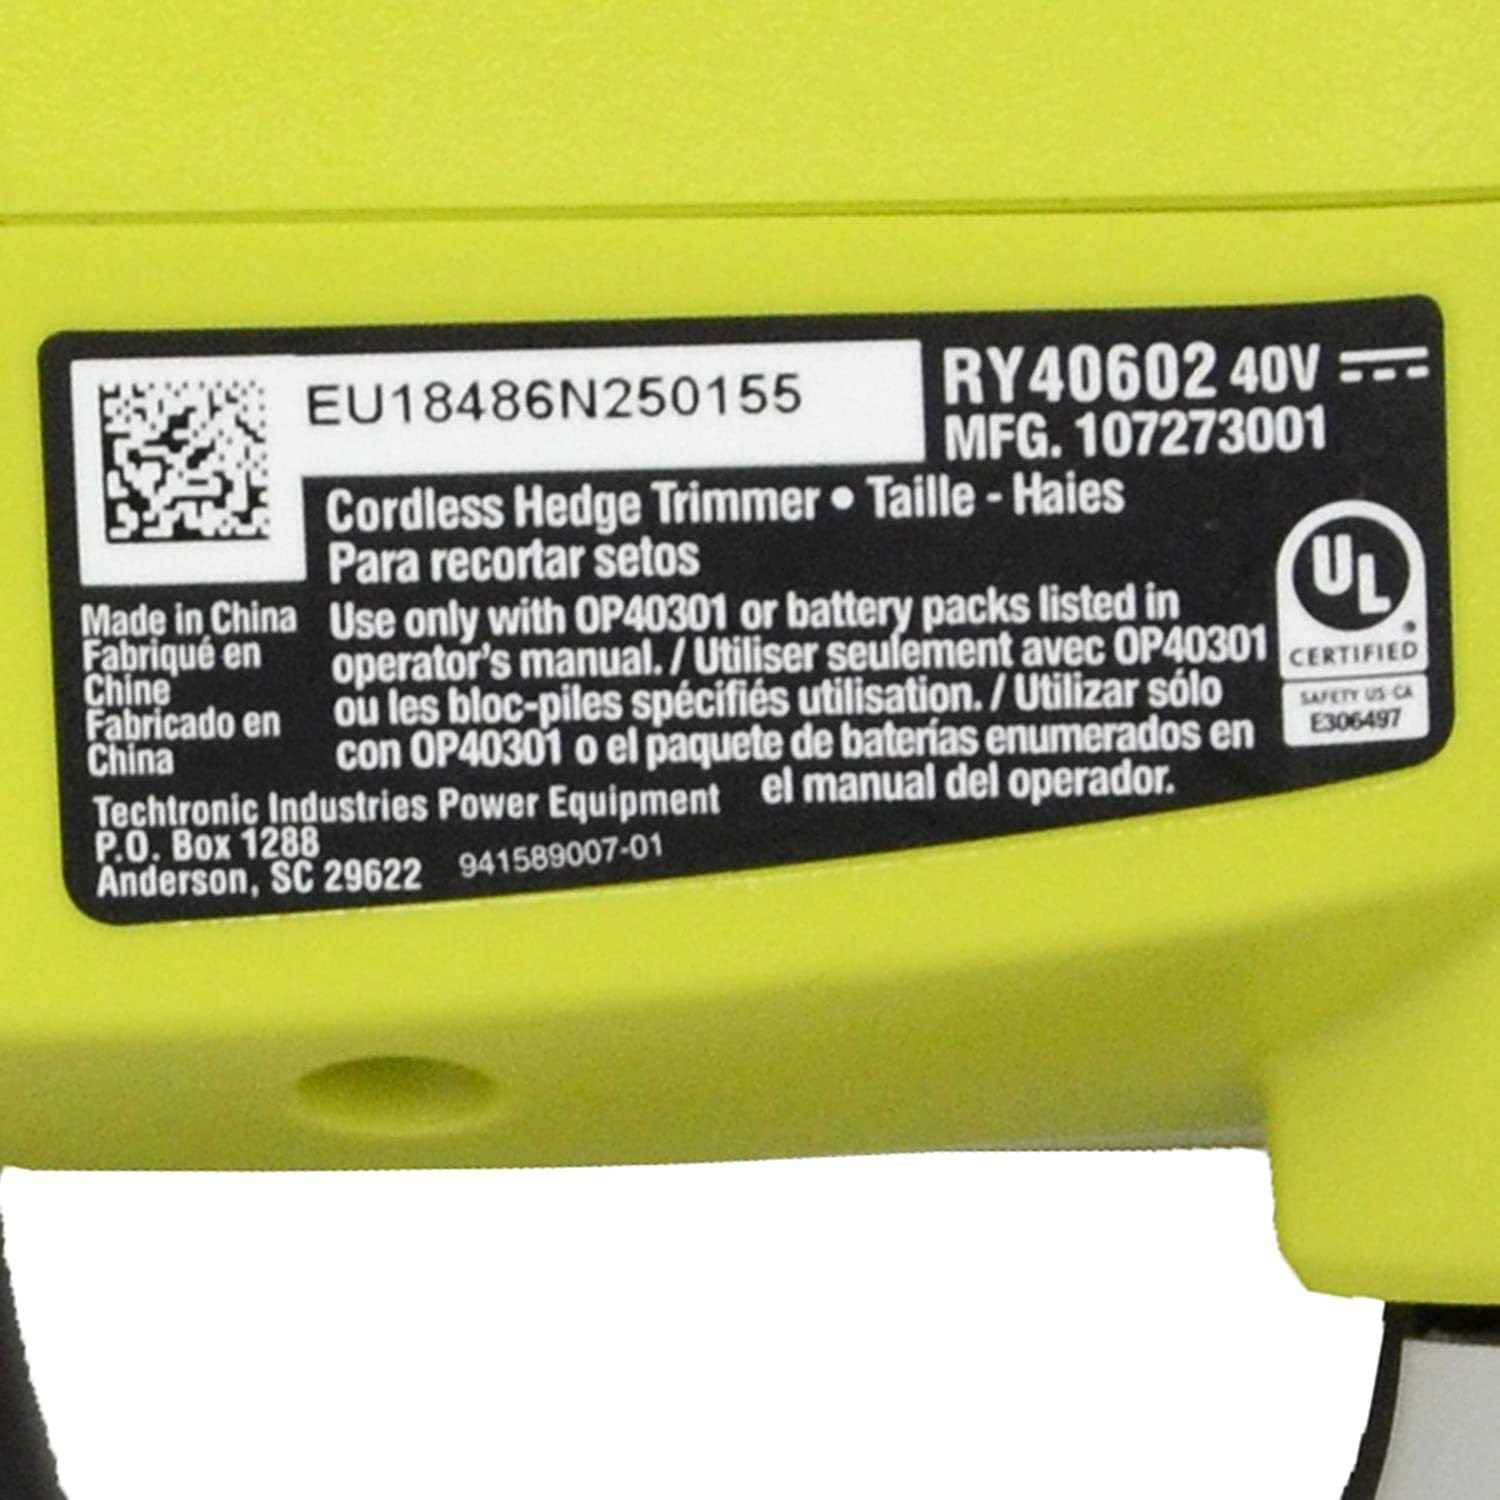 EU18486N250155
RY40602 40V
MFG. 107273001
Cordless Hedge Trimmer • Taille - Haies
Para recortar setos
Made in China
Fabriqué en
Chine
Fabricado en
China
Use only with OP40301 or battery packs listed in
operator's manual. / Utiliser seulement avec OP40301
ou les bloc-piles spécifiés utilisation. / Utilizar sólo
con OP40301 o el paquete de baterías enumerados en
el manual del operador.
UL
®
CERTIFIED
SAFETY US-CA
E306497
Techtronic Industries Power Equipment
P.O. Box 1288
Anderson, SC 29622
941589007-01